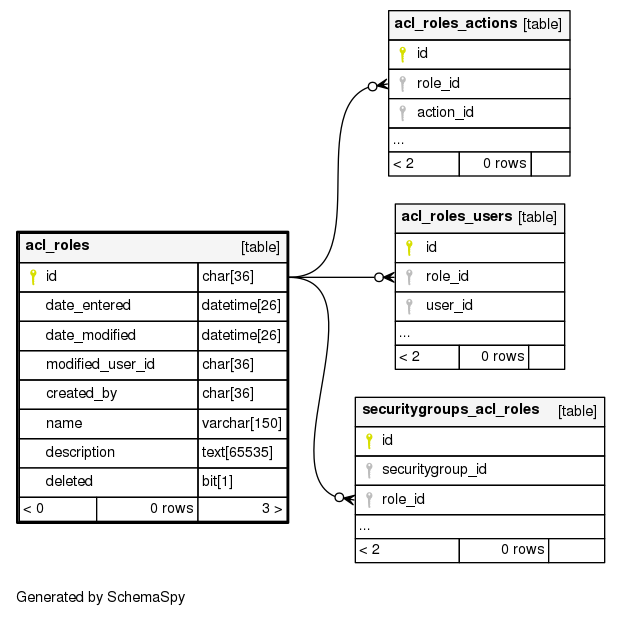 acl_roles_actions [table]
id
role_id
action_id
...
< 2 0 rows
acl_roles_users [table]
id
role_id
user_id
...
< 2 0 rows
acl_roles [table]
id char[36]
date_entered datetime[26]
date_modified datetime[26]
modified_user_id char[36]
created_by char[36]
name varchar[150]
description text[65535]
deleted bit[1]
< 0 0 rows 3 >
securitygroups_acl_roles [table]
id
securitygroup_id
role_id
...
< 2 0 rows
Generated by SchemaSpy